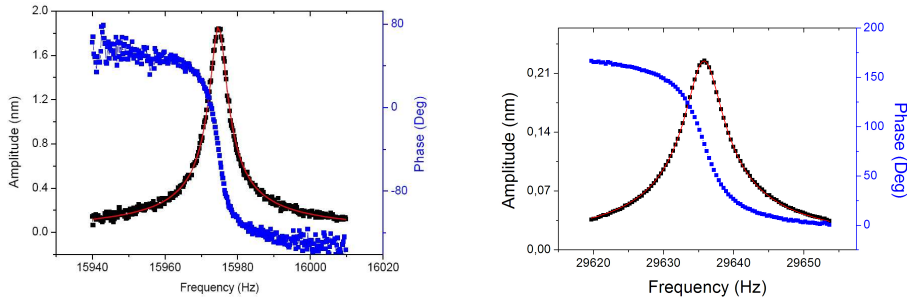 2.0
1.6
1.2
0.8
0.4
0.0
Amplitude (nm)
15940 15960 15980 16000 16020
Frequency (Hz)
80
0
-80
Phase (Deg)
0,21
0,14
0,07
0,00
Amplitude (nm)
29620 29630 29640 29650
Frequency (Hz)
200
150
100
50
0
Phase (Deg)